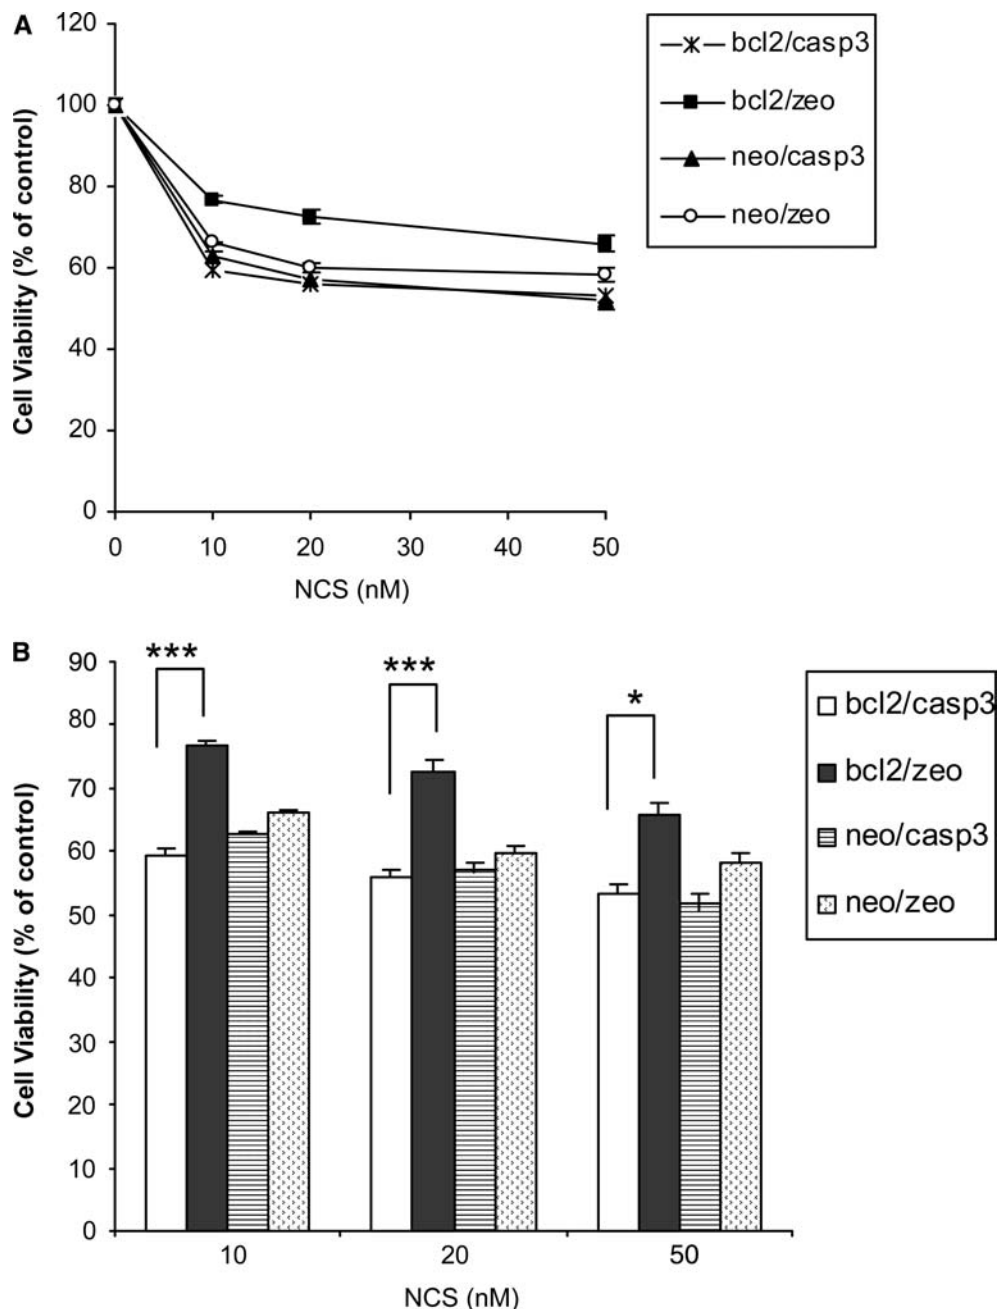 A
120
100
80
60
40
20
0
0 10 20 30 40 50
Cell Viability (% of control)
NCS (nM)
bcl2/casp3
bcl2/zeo
neo/casp3
neo/zeo
B
90
80
70
60
50
40
30
20
10
0
*** *** *
10 20 50
Cell Viability (% of control)
NCS (nM)
bcl2/casp3
bcl2/zeo
neo/casp3
neo/zeo